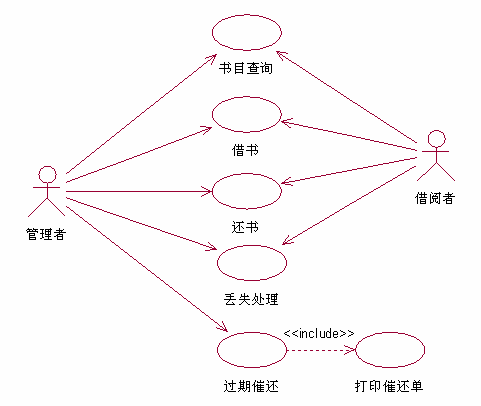 书目查询
借书
借阅者
还书
管理者
丢失处理
<<include>>
过期催还
打印催还单